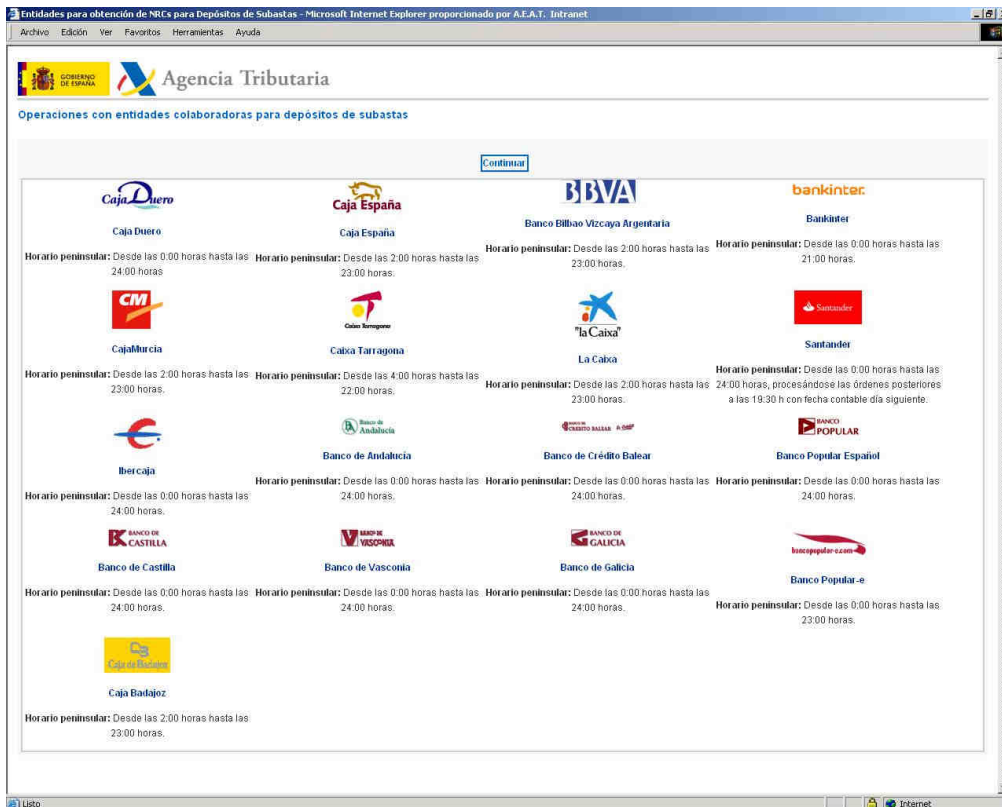 Entidades para obtención de NRCs para Depósitos de Subastas - Microsoft Internet Explorer proporcionado por A.E.A.T. Intranet
Archivo Edición Ver Favoritos Herramientas Ayuda
GOBIERNO DE ESPAÑA
Agencia Tributaria
Operaciones con entidades colaboradoras para depósitos de subastas
Continuar
Caja Duero
Caja Duero
Horario peninsular: Desde las 0:00 horas hasta las
24:00 horas
Caja España
Caja España
Horario peninsular: Desde las 2:00 horas hasta las
23:00 horas.
BBVA
Banco Bilbao Vizcaya Argentaria
Horario peninsular: Desde las 2:00 horas hasta las
23:00 horas.
bankinter.
Bankinter
Horario peninsular: Desde las 0:00 horas hasta las
21:00 horas.
CM
CajaMurcia
Horario peninsular: Desde las 2:00 horas hasta las
23:00 horas.
Caixa Tarragona
Caixa Tarragona
Horario peninsular: Desde las 4:00 horas hasta las
22:00 horas.
"la Caixa"
La Caixa
Horario peninsular: Desde las 2:00 horas hasta las
23:00 horas.
Santander
Santander
Horario peninsular: Desde las 0:00 horas hasta las
24:00 horas, procesándose las órdenes posteriores
a las 19:30 h con fecha contable día siguiente.
Ibercaja
Horario peninsular: Desde las 0:00 horas hasta las
24:00 horas.
Banco de
Andalucía
Banco de Andalucía
Horario peninsular: Desde las 0:00 horas hasta las
24:00 horas.
CREDITO BALEAR
Banco de Crédito Balear
Horario peninsular: Desde las 0:00 horas hasta las
24:00 horas.
BANCO
POPULAR
Banco Popular Español
Horario peninsular: Desde las 0:00 horas hasta las
24:00 horas.
BANCO DE
CASTILLA
Banco de Castilla
Horario peninsular: Desde las 0:00 horas hasta las
24:00 horas.
BANCO DE
VASCONIA
Banco de Vasconia
Horario peninsular: Desde las 0:00 horas hasta las
24:00 horas.
BANCO DE
GALICIA
Banco de Galicia
Horario peninsular: Desde las 0:00 horas hasta las
24:00 horas.
bancopopular-e.com
Banco Popular-e
Horario peninsular: Desde las 0:00 horas hasta las
23:00 horas.
Caja de Badajoz
Caja Badajoz
Horario peninsular: Desde las 2:00 horas hasta las
23:00 horas.
Listo
Internet